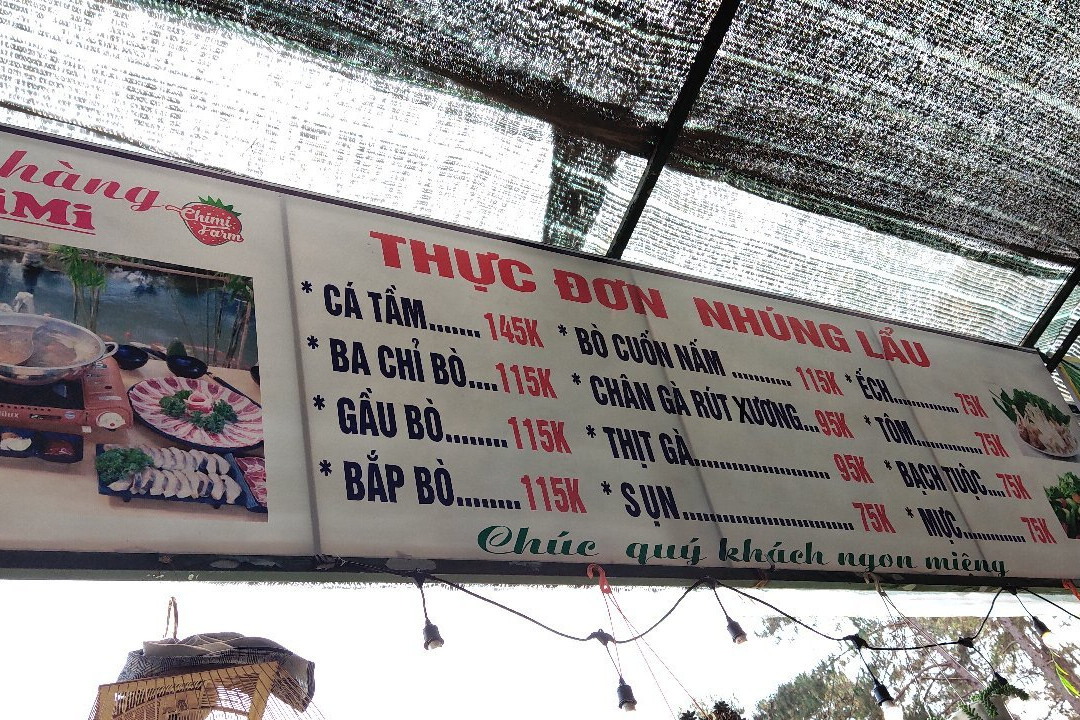 hàng
iMi
Chimi
Farm
THỰC ĐƠN NHÚNG LẨU
* CÁ TẦM.......145K
* BA CHỈ BÒ....115K
* GẦU BÒ........115K
* BẮP BÒ........115K
* BÒ CUỐN NẤM ........... 115K
* CHÂN GÀ RÚT XƯƠNG...95K
* THỊT GÀ........................ 95K
* SỤN............................. 75K
* ẾCH.............. 75K
* TÔM.............. 75K
* BẠCH TUỘC....75K
* MỰC............. 75K
Chúc quý khách ngon miệng